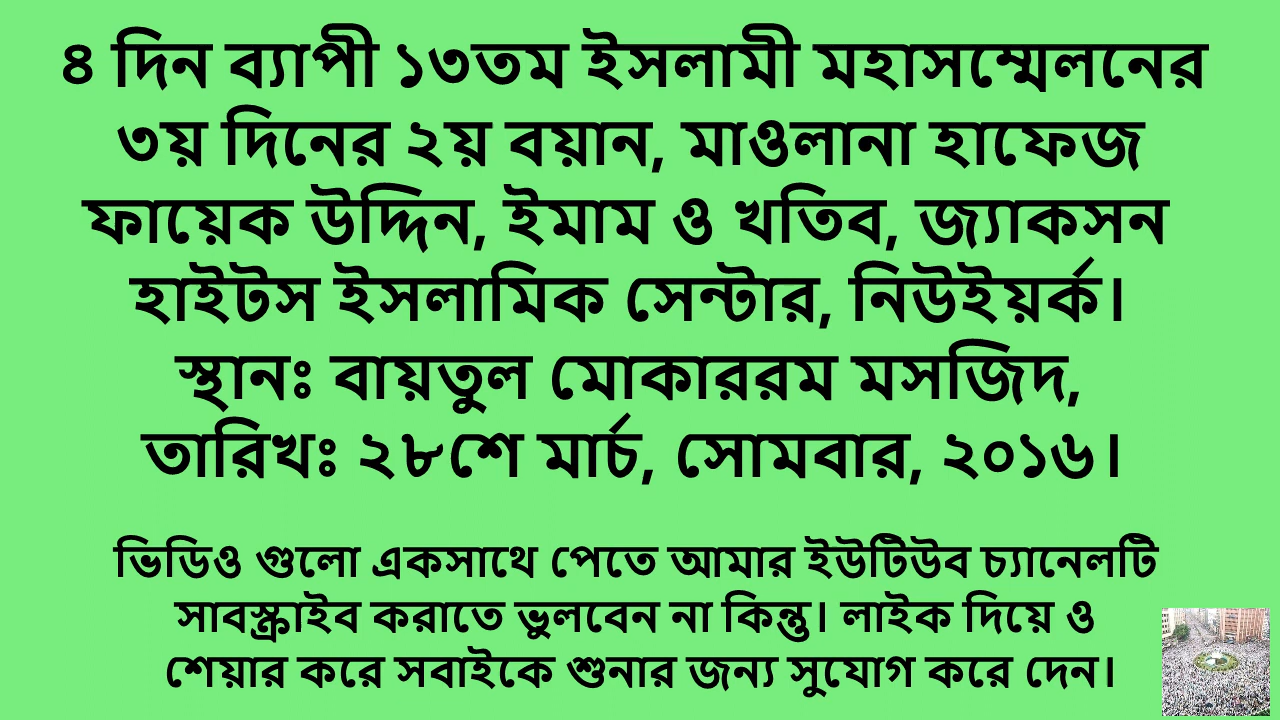 ৪ দিন ব্যাপী ১৩তম ইসলামী মহাসম্মেলনের
৩য় দিনের ২য় বয়ান, মাওলানা হাফেজ
ফায়েক উদ্দিন, ইমাম ও খতিব, জ্যাকসন
হাইটস ইসলামিক সেন্টার, নিউইয়র্ক।
স্থানঃ বায়তুল মোকাররম মসজিদ,
তারিখঃ ২৮শে মার্চ, সোমবার, ২০১৬।
ভিডিও গুলো একসাথে পেতে আমার ইউটিউব চ্যানেলটি
সাবস্ক্রাইব করাতে ভুলবেন না কিন্তু। লাইক দিয়ে ও
শেয়ার করে সবাইকে শুনার জন্য সুযোগ করে দেন।